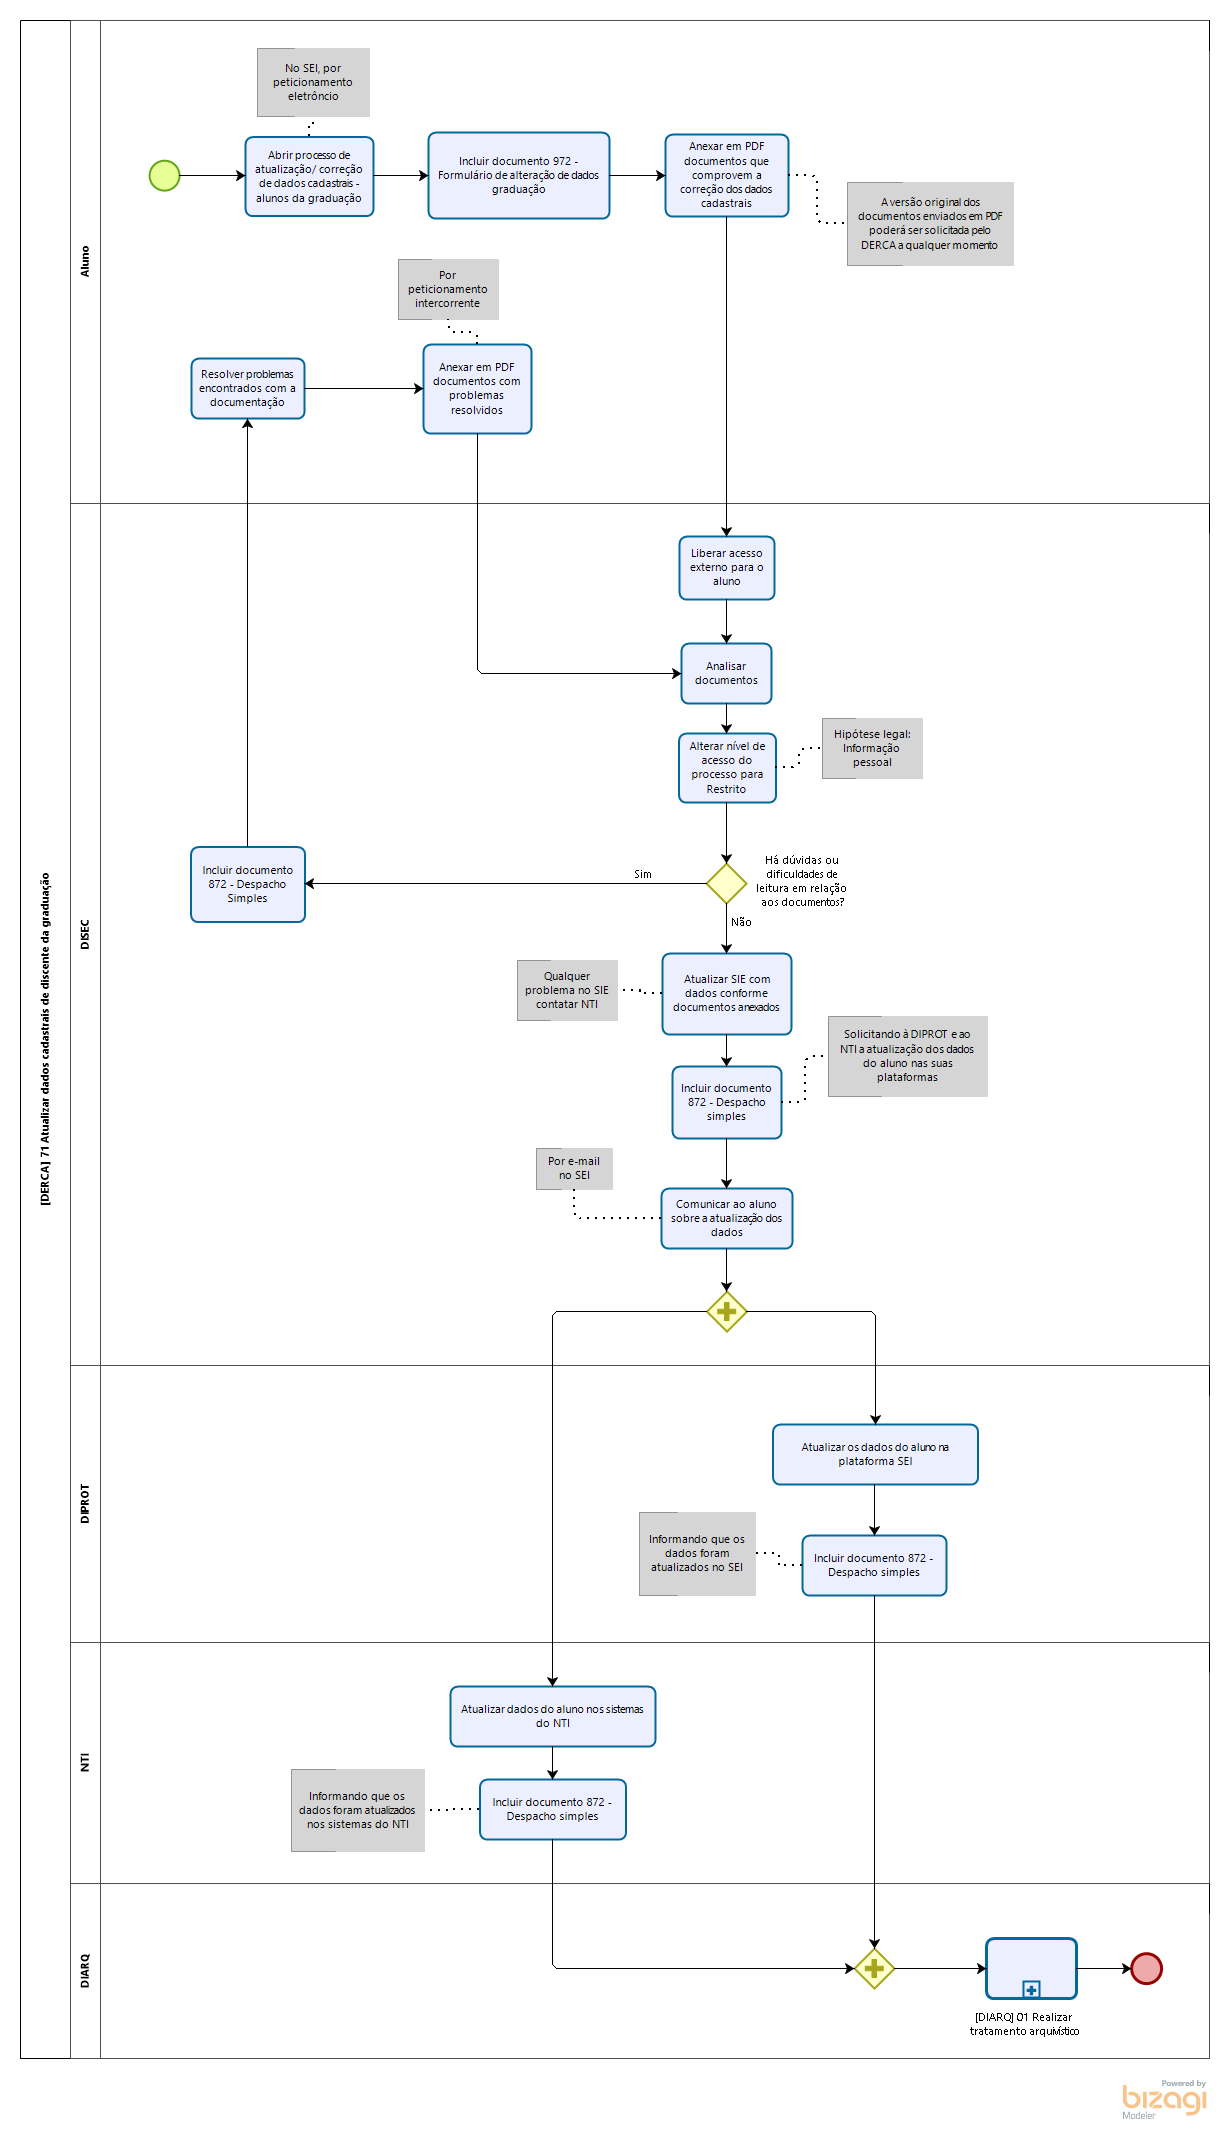 [DERCA] 71 Atualizar dados cadastrais de discente da graduação
Aluno
No SEI, por
peticionamento
eletrôncio
Abrir processo de
atualização/ correção
de dados cadastrais -
alunos da graduação
Incluir documento 972 -
Formulário de alteração de dados
graduação
Anexar em PDF
documentos que
comprovem a
correção dos dados
cadastrais
A versão original dos
documentos enviados em PDF
poderá ser solicitada pelo
DERCA a qualquer momento
Por
peticionamento
intercorrente
Resolver problemas
encontrados com a
documentação
Anexar em PDF
documentos com
problemas
resolvidos
DISEC
Liberar acesso
externo para o
aluno
Analisar
documentos
Alterar nível de
acesso do
processo para
Restrito
Hipótese legal:
Informação
pessoal
Há dúvidas ou
dificuldades de
leitura em relação
aos documentos?
Sim
Incluir documento
872 - Despacho
Simples
Não
Qualquer
problema no SIE
contatar NTI
Atualizar SIE com
dados conforme
documentos anexados
Solicitando à DIPROT e ao
NTI a atualização dos dados
do aluno nas suas
plataformas
Incluir documento
872 - Despacho
simples
Por e-mail
no SEI
Comunicar ao aluno
sobre a atualização dos
dados
DIPROT
Atualizar os dados do aluno na
plataforma SEI
Informando que os
dados foram
atualizados no SEI
Incluir documento 872 -
Despacho simples
NTI
Atualizar dados do aluno nos sistemas
do NTI
Informando que os
dados foram atualizados
nos sistemas do NTI
Incluir documento 872 -
Despacho simples
DIARQ
[DIARQ] 01 Realizar
tratamento arquivístico
Powered by
bizagi
Modeler